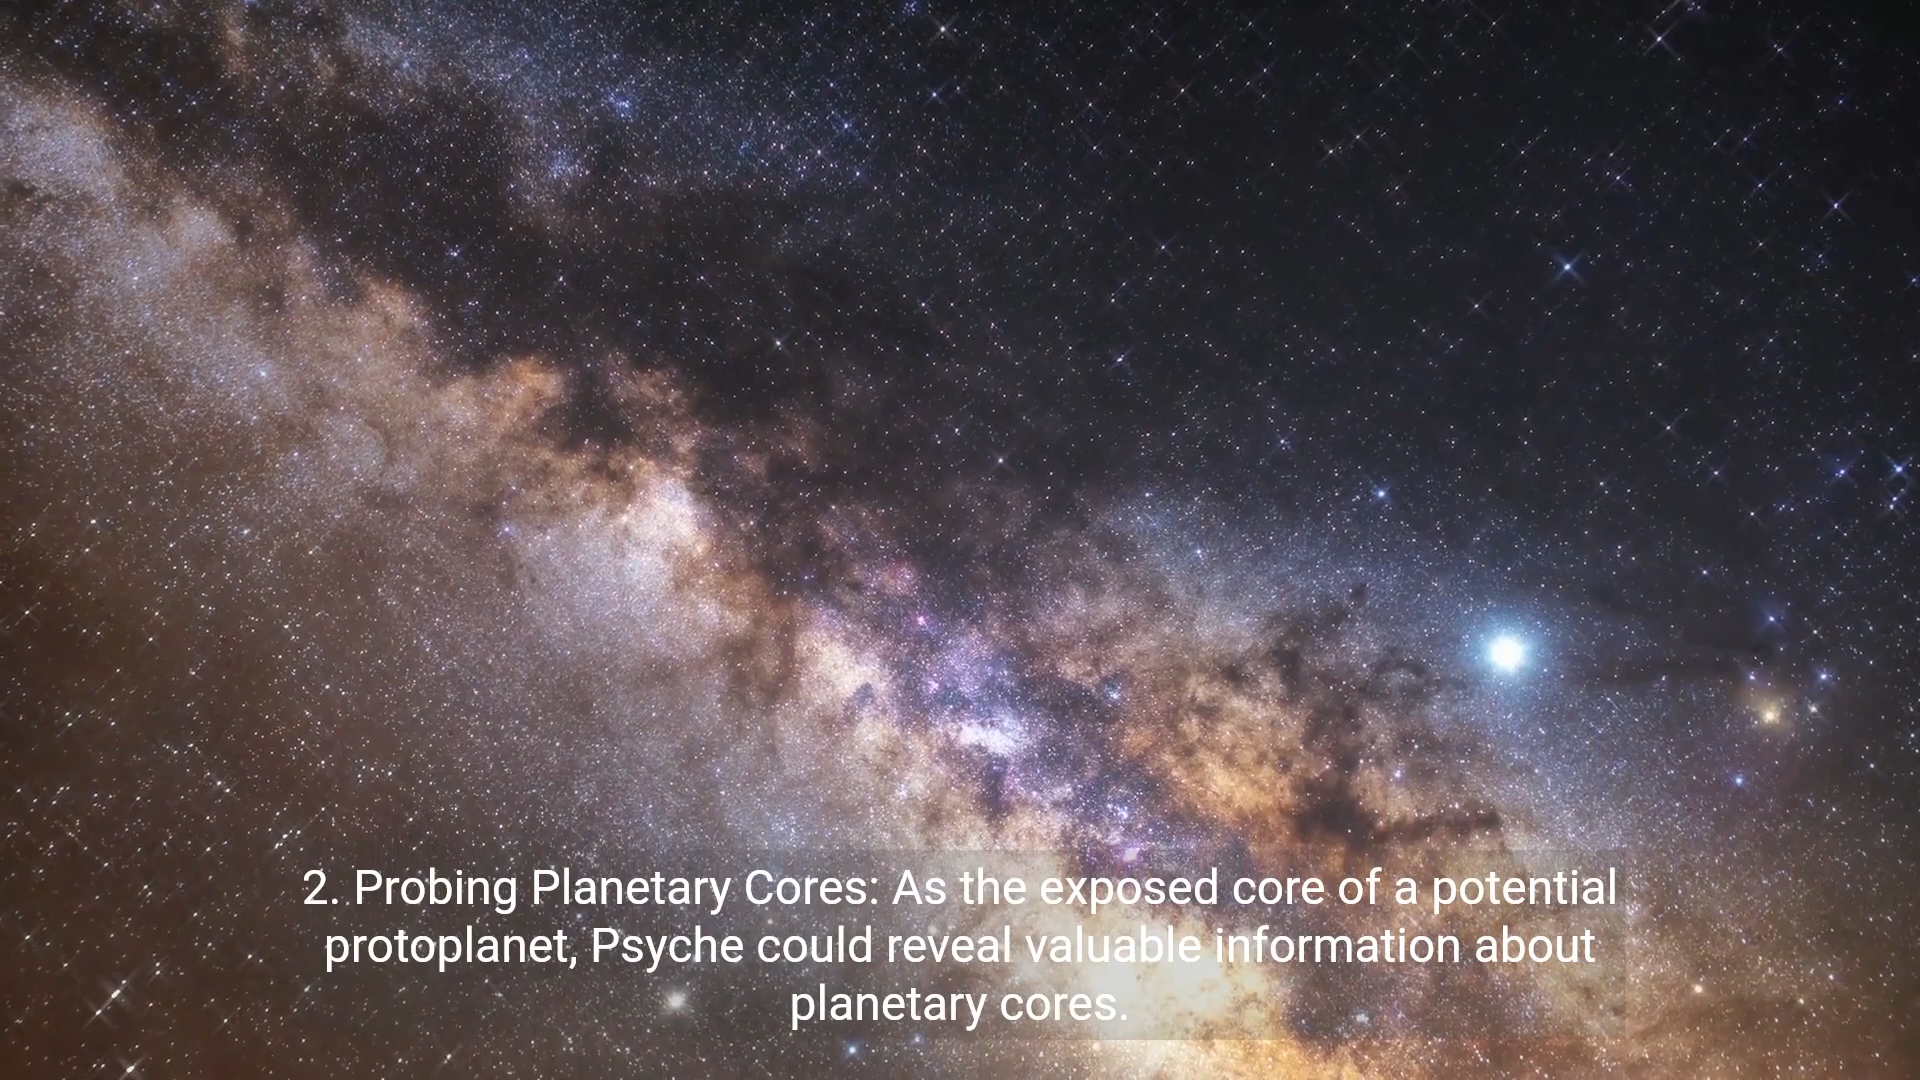 2. Probing Planetary Cores: As the exposed core of a potential
protoplanet, Psyche could reveal valuable information about
planetary cores.